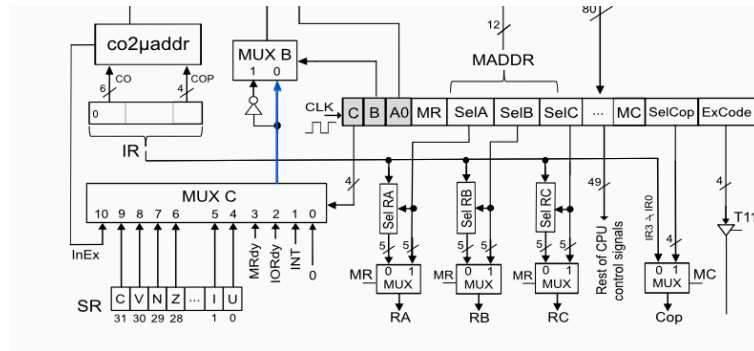 80
12
co2µaddr
MUX B
1 0
MADDR
6 CO
4 COP
CLK
C B A0 MR SelA SelB SelC ... MC SelCop ExCode
0
IR
MUX C
10 9 8 7 6 5 4 3 2 1 0
4
Sel RA
Sel RB
Sel RC
49
4
T11
InEx
MRdy
IORdy
INT
0
5 5 5 5 5 5
Rest of CPU
control signals
IR3 -\ IR0
4
MR 0 1 MUX
MR 0 1 MUX
MR 0 1 MUX
0 1 MUX MC
SR C V N Z ... I U
31 30 29 28 1 0
RA RB RC Cop